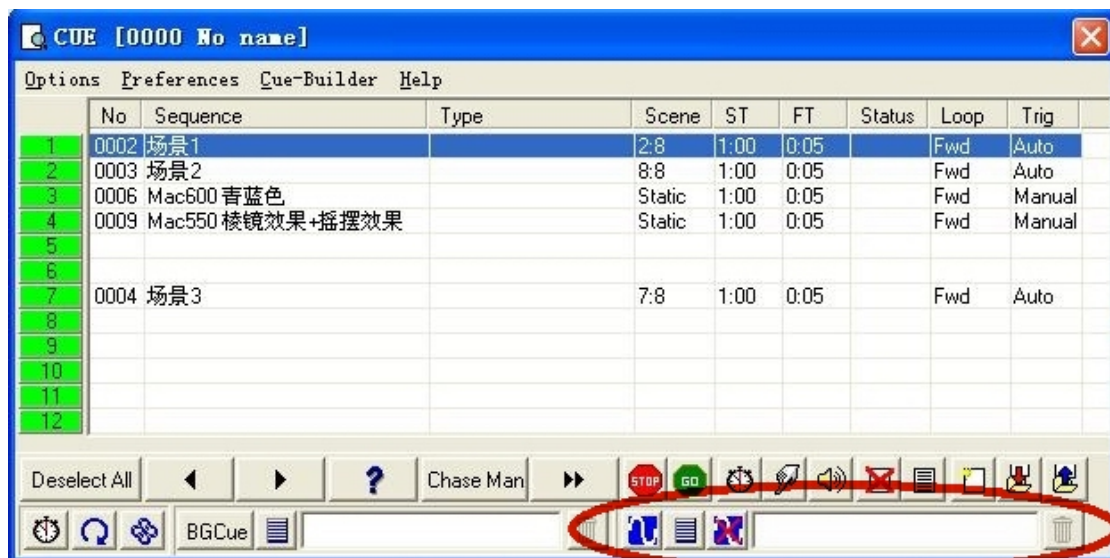 CUE [0000 No name]
Options Preferences Cue-Builder Help
No Sequence Type Scene ST FT Status Loop Trig
1 0002 场景1 2:8 1:00 0:05 Fwd Auto
2 0003 场景2 8:8 1:00 0:05 Fwd Auto
3 0006 Mac600 青蓝色 Static 1:00 0:05 Fwd Manual
4 0009 Mac550 棱镜效果+摇摆效果 Static 1:00 0:05 Fwd Manual
5
6
7 0004 场景3 7:8 1:00 0:05 Fwd Auto
8
9
10
11
12
Deselect All ? Chase Man STOP GO
BGCue